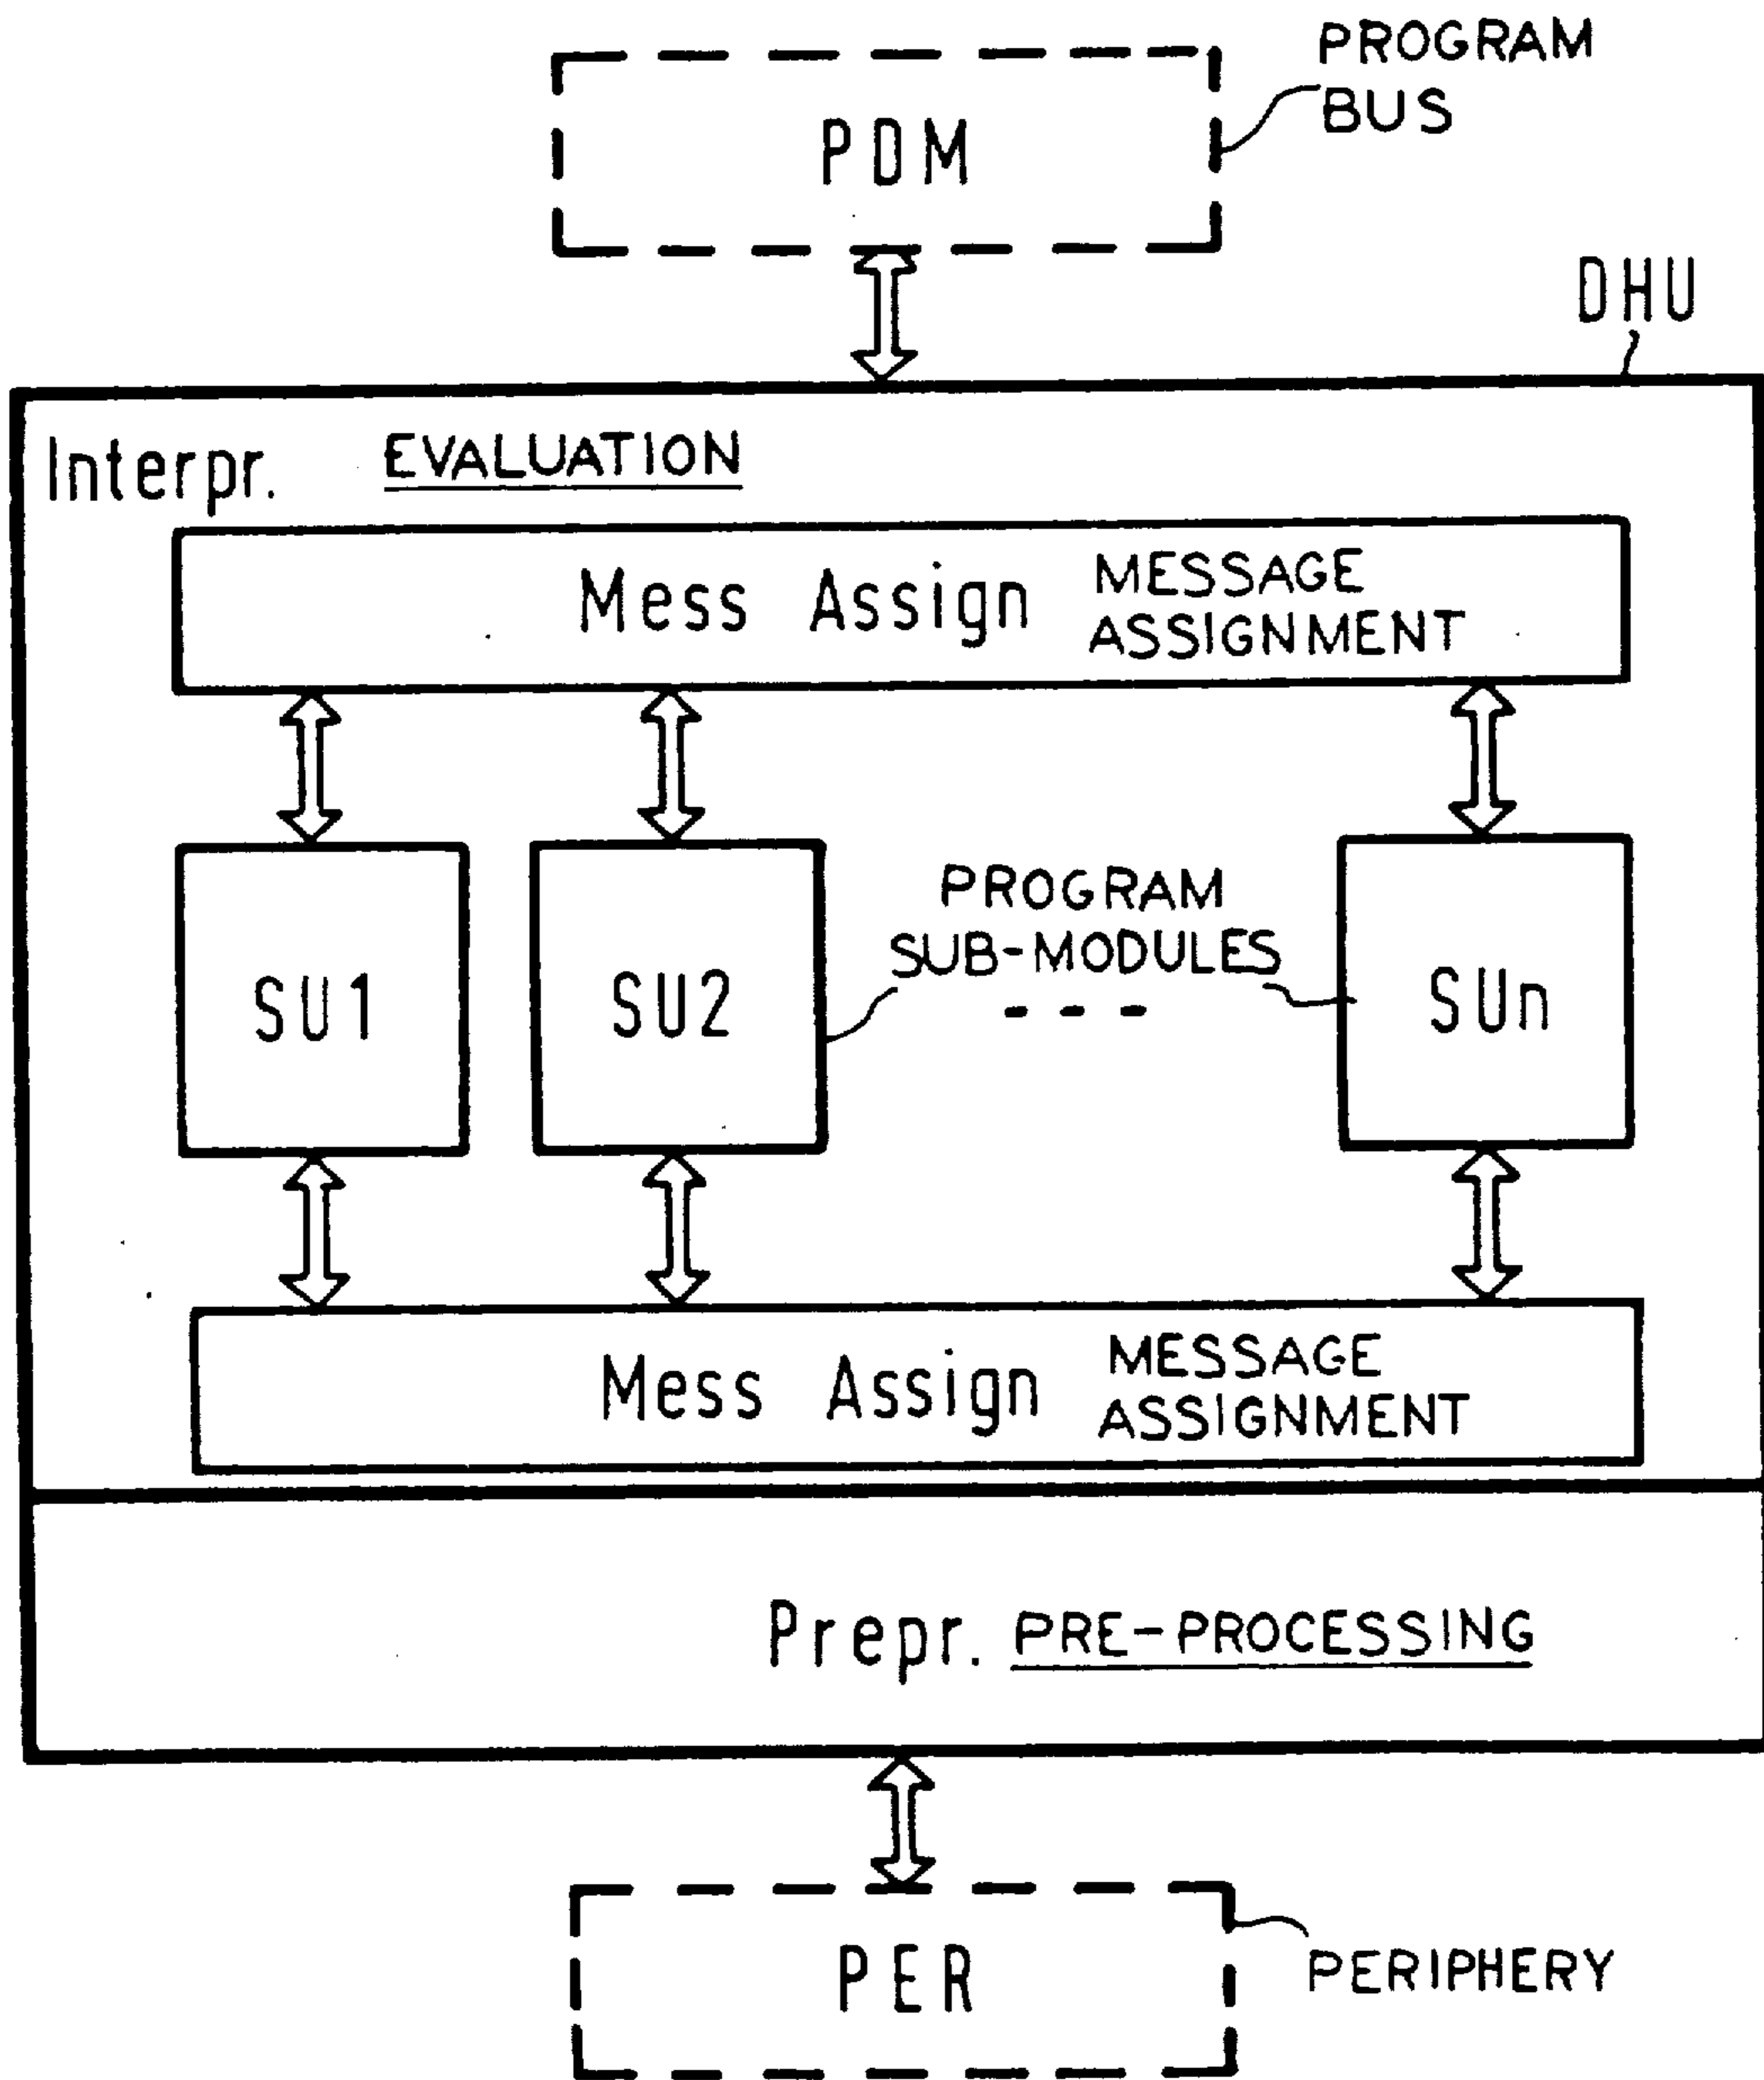 PROGRAM
BUS
PDM
DHU
Interpr. EVALUATION
Mess Assign MESSAGE
ASSIGNMENT
PROGRAM
SUB-MODULES
SU1 SU2 - - - SUn
Mess Assign MESSAGE
ASSIGNMENT
Prepr. PRE-PROCESSING
PER
PERIPHERY